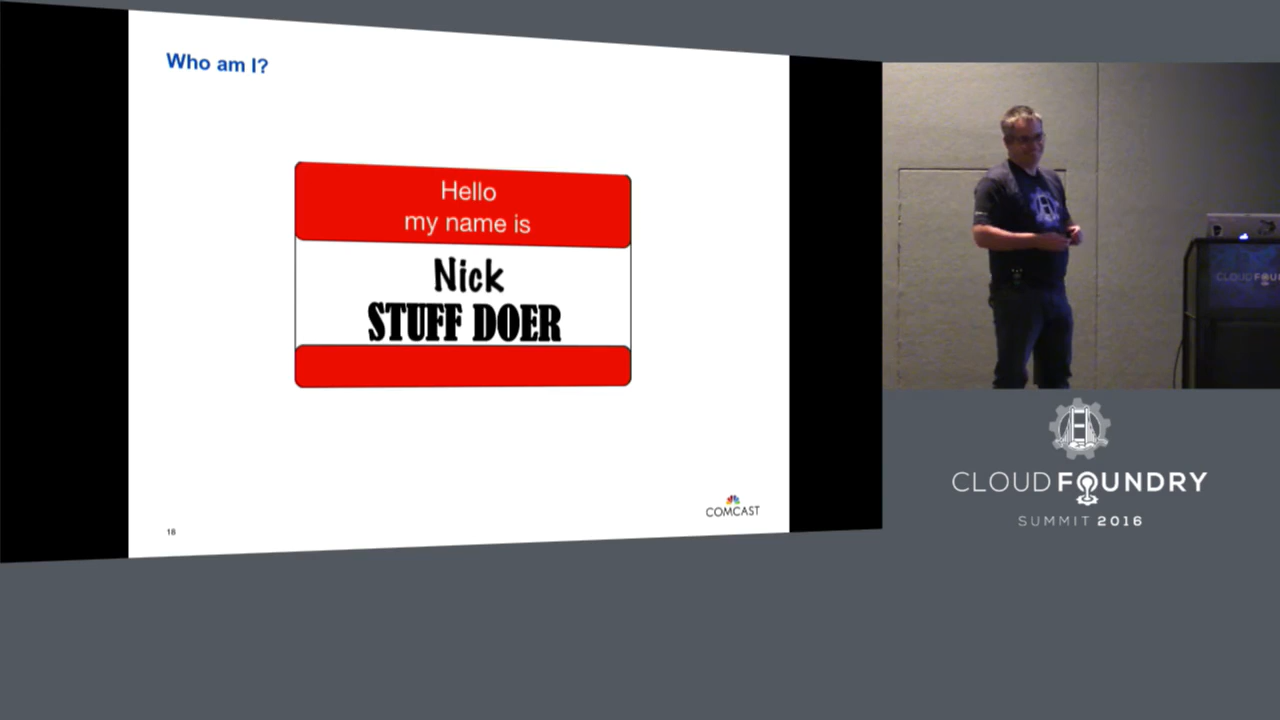 Who am I?
Hello
my name is
Nick
STUFF DOER
COMCAST
18
CLOUD FOUNDRY
SUMMIT 2016